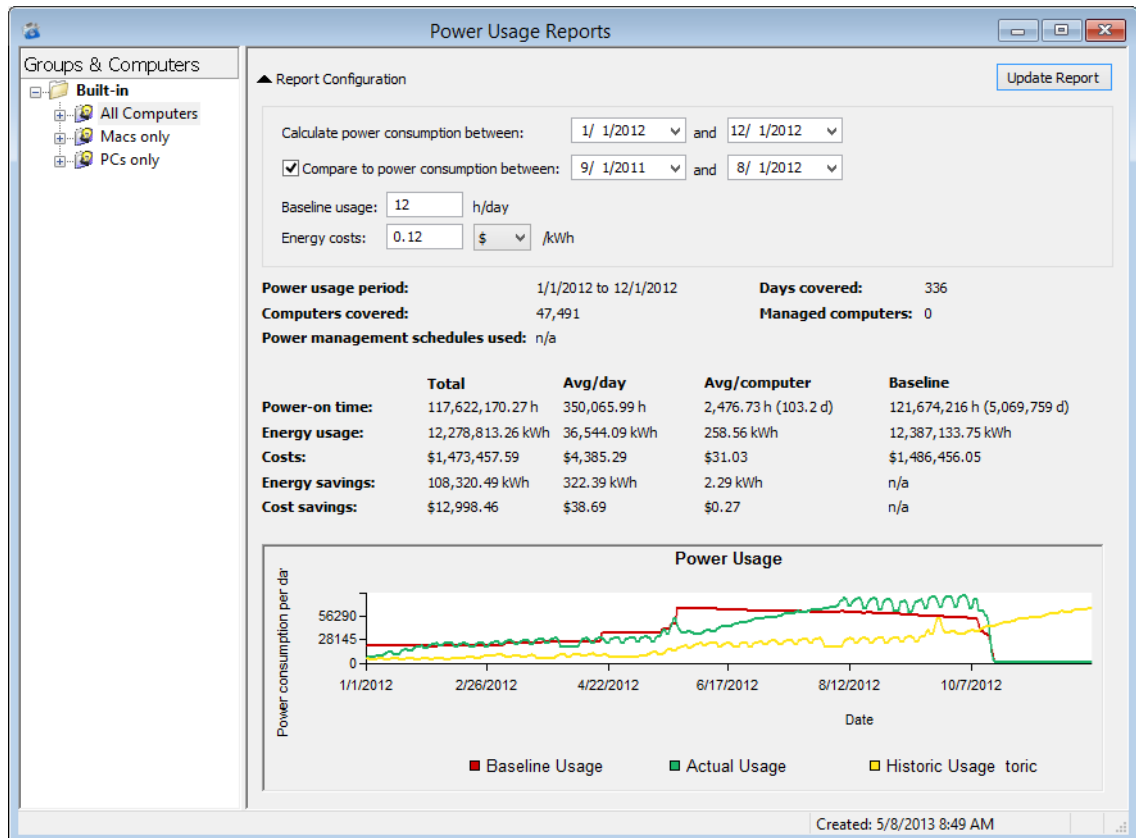 Power Usage Reports
Groups & Computers
Built-in
All Computers
Macs only
PCs only
Report Configuration
Update Report
Calculate power consumption between: 1/ 1/2012 and 12/ 1/2012
Compare to power consumption between: 9/ 1/2011 and 8/ 1/2012
Baseline usage: 12 h/day
Energy costs: 0.12 $ /kWh
Power usage period: 1/1/2012 to 12/1/2012 Days covered: 336
Computers covered: 47,491 Managed computers: 0
Power management schedules used: n/a
Total Avg/day Avg/computer Baseline
Power-on time: 117,622,170.27 h 350,065.99 h 2,476.73 h (103.2 d) 121,674,216 h (5,069,759 d)
Energy usage: 12,278,813.26 kWh 36,544.09 kWh 258.56 kWh 12,387,133.75 kWh
Costs: $1,473,457.59 $4,385.29 $31.03 $1,486,456.05
Energy savings: 108,320.49 kWh 322.39 kWh 2.29 kWh n/a
Cost savings: $12,998.46 $38.69 $0.27 n/a
Power Usage
Power consumption per dar
56290
28145
0
1/1/2012 2/26/2012 4/22/2012 6/17/2012 8/12/2012 10/7/2012
Date
Baseline Usage Actual Usage Historic Usage toric
Created: 5/8/2013 8:49 AM